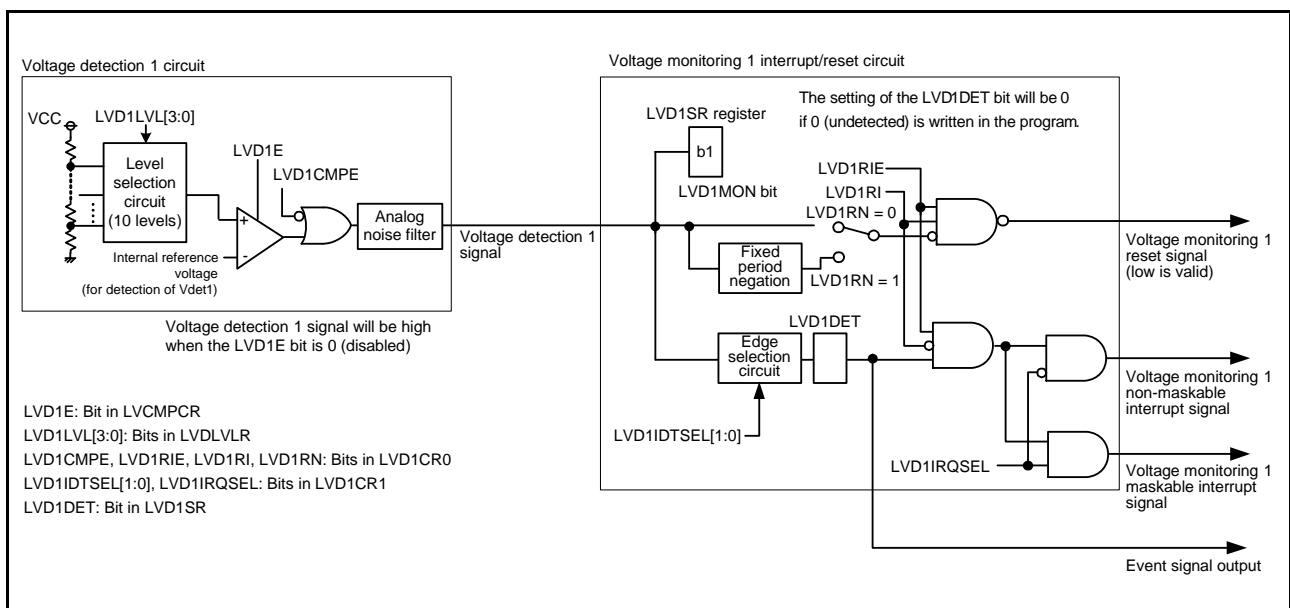 Voltage detection 1 circuit
VCC
LVD1LVL[3:0]
Level
selection
circuit
(10 levels)
LVD1E
LVD1CMPE
+
-
Analog
noise filter
Internal reference
voltage
(for detection of Vdet1)
Voltage detection 1 signal will be high
when the LVD1E bit is 0 (disabled)
Voltage detection 1
signal
Voltage monitoring 1 interrupt/reset circuit
The setting of the LVD1DET bit will be 0
if 0 (undetected) is written in the program.
LVD1SR register
b1
LVD1MON bit
LVD1RIE
LVD1RI
LVD1RN = 0
Fixed
period
negation
LVD1RN = 1
LVD1DET
Edge
selection
circuit
LVD1IDTSEL[1:0]
LVD1IRQSEL
Voltage monitoring 1
reset signal
(low is valid)
Voltage monitoring 1
non-maskable
interrupt signal
Voltage monitoring 1
maskable interrupt
signal
Event signal output
LVD1E: Bit in LVCMPCR
LVD1LVL[3:0]: Bits in LVDLVLR
LVD1CMPE, LVD1RIE, LVD1RI, LVD1RN: Bits in LVD1CR0
LVD1IDTSEL[1:0], LVD1IRQSEL: Bits in LVD1CR1
LVD1DET: Bit in LVD1SR